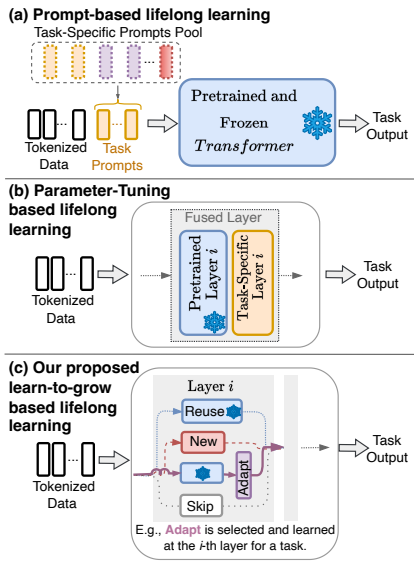 (a) Prompt-based lifelong learning
Task-Specific Prompts Pool
...
...
...
Tokenized
Data
Task
Prompts
Pretrained and
Frozen
Transformer
Task
Output
(b) Parameter-Tuning
based lifelong
learning
Fused Layer
Pretrained
Layer i
Task-Specific
Layer i
...
Tokenized
Data
Task
Output
(c) Our proposed
learn-to-grow
based lifelong
learning
Layer i
Reuse
New
Adapt
Skip
...
Tokenized
Data
Task
Output
E.g., Adapt is selected and learned
at the i-th layer for a task.